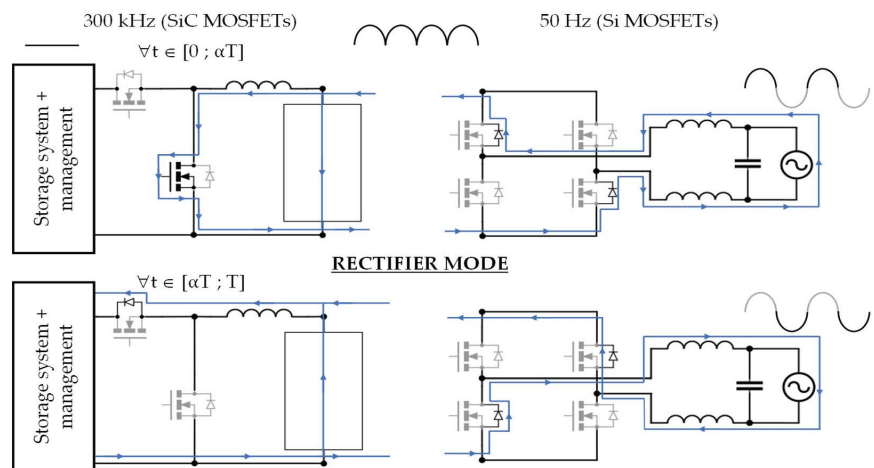 300 kHz (SiC MOSFETs)
50 Hz (Si MOSFETs)
∀t ∈ [0 ; αT]
Storage system +
management
RECTIFIER MODE
∀t ∈ [αT ; T]
Storage system +
management